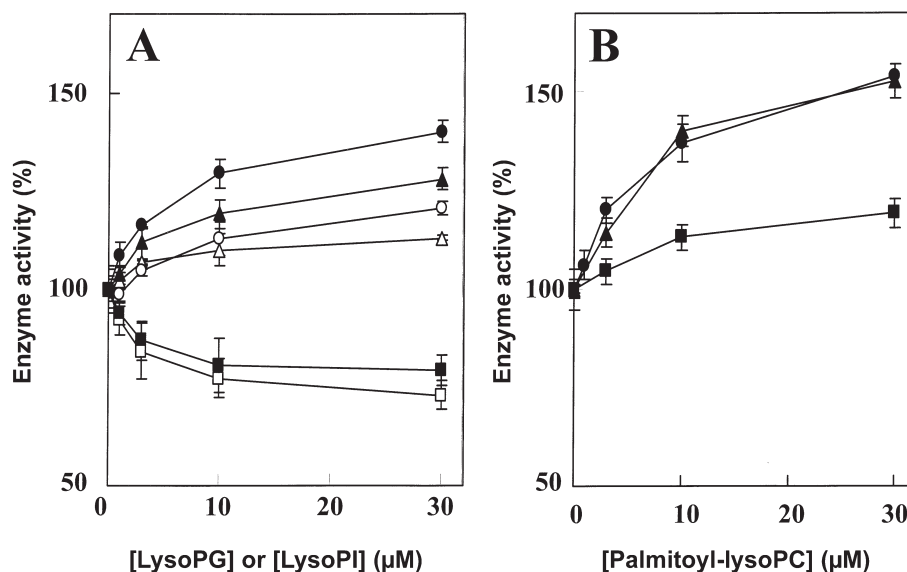 A
B
150
100
50
Enzyme activity (%)
0
10
20
30
[LysoPG] or [LysoPI] (µM)
150
100
50
Enzyme activity (%)
0
10
20
30
[Palmitoyl-lysoPC] (µM)